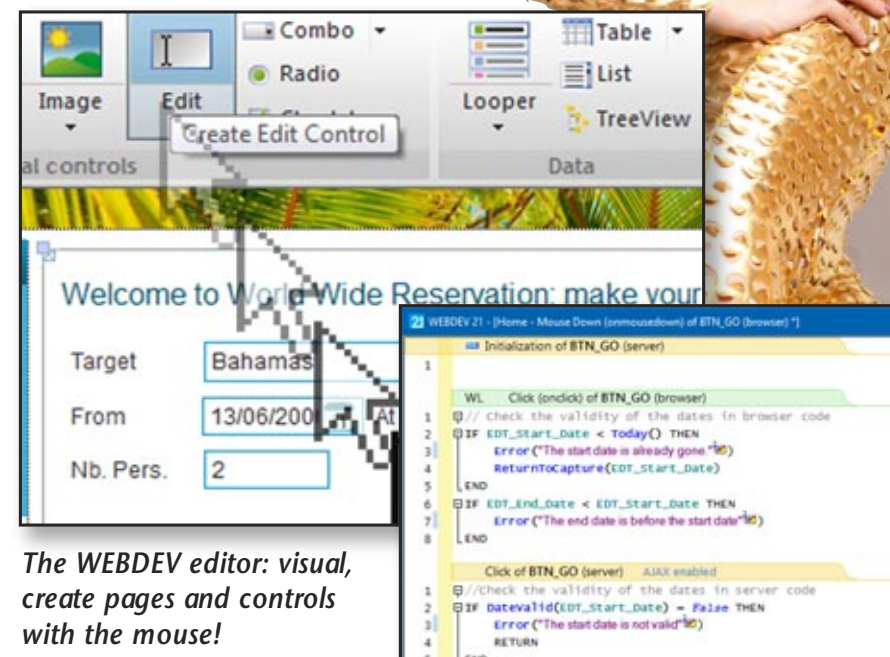 Combo
Table
Radio
List
Image
Edit
Looper
TreeView
Create Edit Control
al controls
Data
Welcome to World Wide Reservation: make your
Target
Bahamas
From
13/06/200
At
Nb. Pers.
2
The WEBDEV editor: visual,
create pages and controls
with the mouse!
21 WEBDEV 21 - [Home - Mouse Down (onmousedown) of BTN_GO (browser) *]
Initialization of BTN_GO (server)
1
WL Click (onclick) of BTN_GO (browser)
1 // Check the validity of the dates in browser code
2 IF EDT_Start_Date < Today() THEN
3 Error("The start date is already gone.")
4 ReturnToCapture(EDT_Start_Date)
5 END
6 IF EDT_End_Date < EDT_Start_Date THEN
7 Error("The end date is before the start date")
8 END
Click of BTN_GO (server) AJAX enabled
1 //Check the validity of the dates in server code
2 IF DateValid(EDT_Start_Date) = False THEN
3 Error("The start date is not valid")
4 RETURN